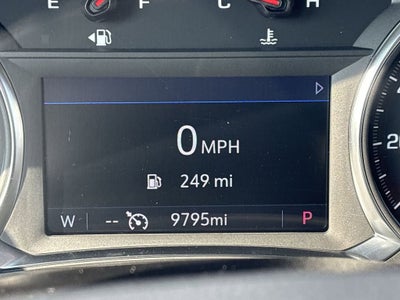 E F C H
0 MPH
249 mi
W -- 9795mi P